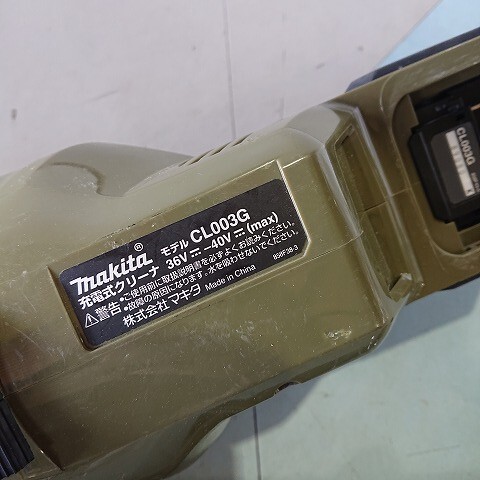 makita® モデル CL003G
充電式クリーナ 36V⎓-40V⎓(max)
⚠警告 ●ご使用前に取扱説明書を必ずよくお読みください。
●故障の原因になります。水を吸わせないでください。
株式会社マキタ Made in China
858F38-3
CL003G